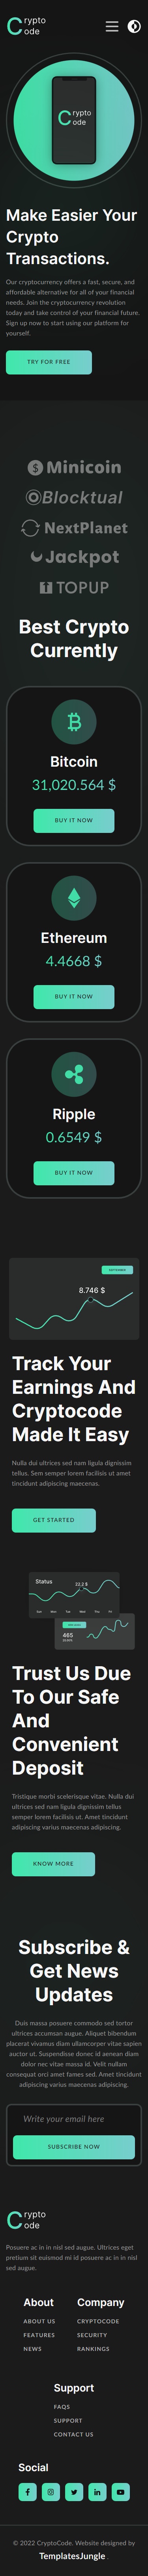 Crypto
Code
Crypto
Code
Make Easier Your
Crypto
Transactions.
Our cryptocurrency offers a fast, secure, and
affordable alternative for all of your financial
needs. Join the cryptocurrency revolution
today and take control of your financial future.
Sign up now to start using our platform for
yourself.
TRY FOR FREE
Minicoin
Blocktual
NextPlanet
Jackpot
TOPUP
Best Crypto
Currently
Bitcoin
31,020.564 $
BUY IT NOW
Ethereum
4.4668 $
BUY IT NOW
Ripple
0.6549 $
BUY IT NOW
8.746 $
Track Your
Earnings And
Cryptocode
Made It Easy
Nulla dui ultrices sed nam ligula dignissim
tellus. Sem semper lorem facilisis ut amet
tincidunt adipiscing maecenas.
GET STARTED
Status
22,2 $
465
Trust Us Due
To Our Safe
And
Convenient
Deposit
Tristique morbi scelerisque vitae. Nulla dui
ultrices sed nam ligula dignissim tellus
semper lorem facilisis ut. Amet tincidunt
adipiscing varius maecenas adipiscing.
KNOW MORE
Subscribe &
Get News
Updates
Duis massa posuere commodo sed tortor
ultrices accumsan augue. Aliquet bibendum
placerat vivamus diam ullamcorper vitae sapien
auctor ut. Suspendisse donec id aenean diam
dolor nec vitae massa id. Velit nullam
consequat orci amet fames sed. Amet tincidunt
adipiscing varius maecenas adipiscing.
Write your email here
SUBSCRIBE NOW
Crypto
Code
Posuere ac in in nisl sed augue. Ultrices eget
pretium sit euismod mi id posuere ac in in nisl
sed augue.
About
ABOUT US
FEATURES
NEWS
Company
CRYPTOCODE
SECURITY
RANKINGS
Support
FAQS
SUPPORT
CONTACT US
Social
© 2022 CryptoCode. Website designed by
TemplatesJungle .